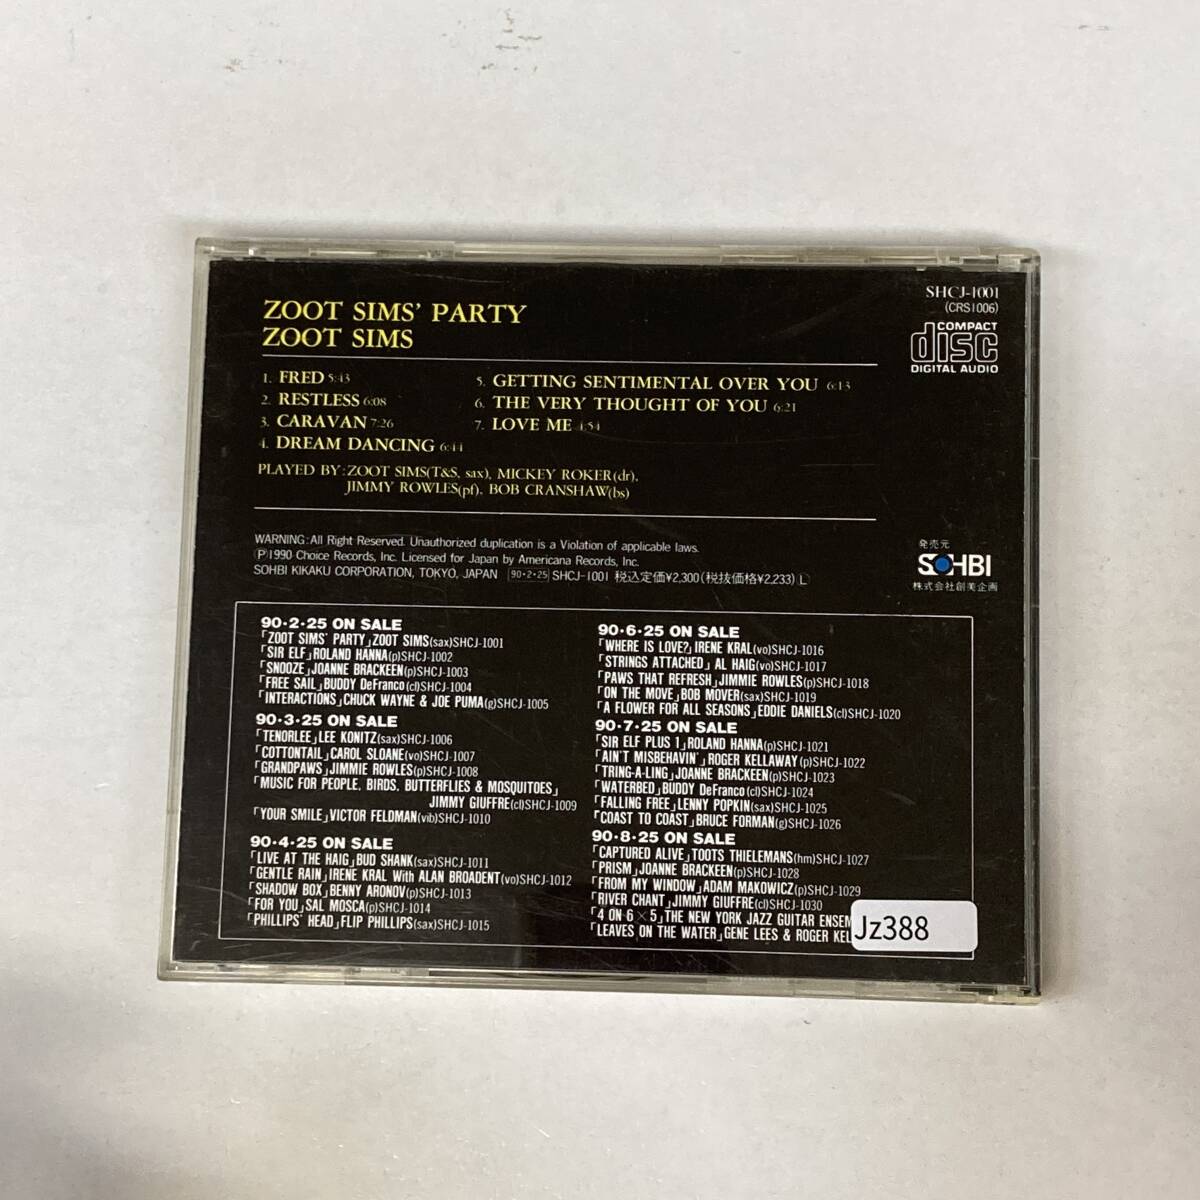 ZOOT SIMS' PARTY
ZOOT SIMS
SHCJ-1001
(CRS1006)
COMPACT
disc
DIGITAL AUDIO
1. FRED 5:43
2. RESTLESS 6:08
3. CARAVAN 7:26
4. DREAM DANCING 6:44
5. GETTING SENTIMENTAL OVER YOU 6:13
6. THE VERY THOUGHT OF YOU 6:21
7. LOVE ME 4:54
PLAYED BY:ZOOT SIMS(T&S, sax), MICKEY ROKER(dr),
JIMMY ROWLES(pf), BOB CRANSHAW(bs)
WARNING:All Right Reserved. Unauthorized duplication is a Violation of applicable laws.
Ⓟ1990 Choice Records, Inc. Licensed for Japan by Americana Records, Inc.
SOHBI KIKAKU CORPORATION, TOKYO, JAPAN 90・2・25 SHCJ-1001 税込定価¥2,300(税抜価格¥2,233) L
発売元
SOHBI
株式会社創美企画
90・2・25 ON SALE
「ZOOT SIMS' PARTY」ZOOT SIMS(sax)SHCJ-1001
「SIR ELF」ROLAND HANNA(p)SHCJ-1002
「SNOOZE」JOANNE BRACKEEN(p)SHCJ-1003
「FREE SAIL」BUDDY DeFranco(cl)SHCJ-1004
「INTERACTIONS」CHUCK WAYNE & JOE PUMA(g)SHCJ-1005
90・3・25 ON SALE
「TENORLEE」LEE KONITZ(sax)SHCJ-1006
「COTTONTAIL」CAROL SLOANE(vo)SHCJ-1007
「GRANDPAWS」JIMMIE ROWLES(p)SHCJ-1008
「MUSIC FOR PEOPLE, BIRDS, BUTTERFLIES & MOSQUITOES」
JIMMY GIUFFRE(cl)SHCJ-1009
「YOUR SMILE」VICTOR FELDMAN(vib)SHCJ-1010
90・4・25 ON SALE
「LIVE AT THE HAIG」BUD SHANK(sax)SHCJ-1011
「GENTLE RAIN」IRENE KRAL With ALAN BROADENT(vo)SHCJ-1012
「SHADOW BOX」BENNY ARONOV(p)SHCJ-1013
「FOR YOU」SAL MOSCA(p)SHCJ-1014
「PHILLIPS' HEAD」FLIP PHILLIPS(sax)SHCJ-1015
90・6・25 ON SALE
「WHERE IS LOVE?」IRENE KRAL(vo)SHCJ-1016
「STRINGS ATTACHED」AL HAIG(vo)SHCJ-1017
「PAWS THAT REFRESH」JIMMIE ROWLES(p)SHCJ-1018
「ON THE MOVE」BOB MOVER(sax)SHCJ-1019
「A FLOWER FOR ALL SEASONS」EDDIE DANIELS(cl)SHCJ-1020
90・7・25 ON SALE
「SIR ELF PLUS 1」ROLAND HANNA(p)SHCJ-1021
「AIN'T MISBEHAVIN'」ROGER KELLAWAY(p)SHCJ-1022
「TRING-A-LING」JOANNE BRACKEEN(p)SHCJ-1023
「WATERBED」BUDDY DeFRANCO(cl)SHCJ-1024
「FALLING FREE」LENNY POPKIN(sax)SHCJ-1025
「COAST TO COAST」BRUCE FORMAN(g)SHCJ-1026
90・8・25 ON SALE
「CAPTURED ALIVE」TOOTS THIELEMANS(hm)SHCJ-1027
「PRISM」JOANNE BRACKEEN(p)SHCJ-1028
「FROM MY WINDOW」ADAM MAKOWICZ(p)SHCJ-1029
「RIVER CHANT」JIMMY GIUFFRE(cl)SHCJ-1030
「4 ON 6×5」THE NEW YORK JAZZ GUITAR ENSEM
「LEAVES ON THE WATER」GENE LEES & ROGER KEL
Jz388